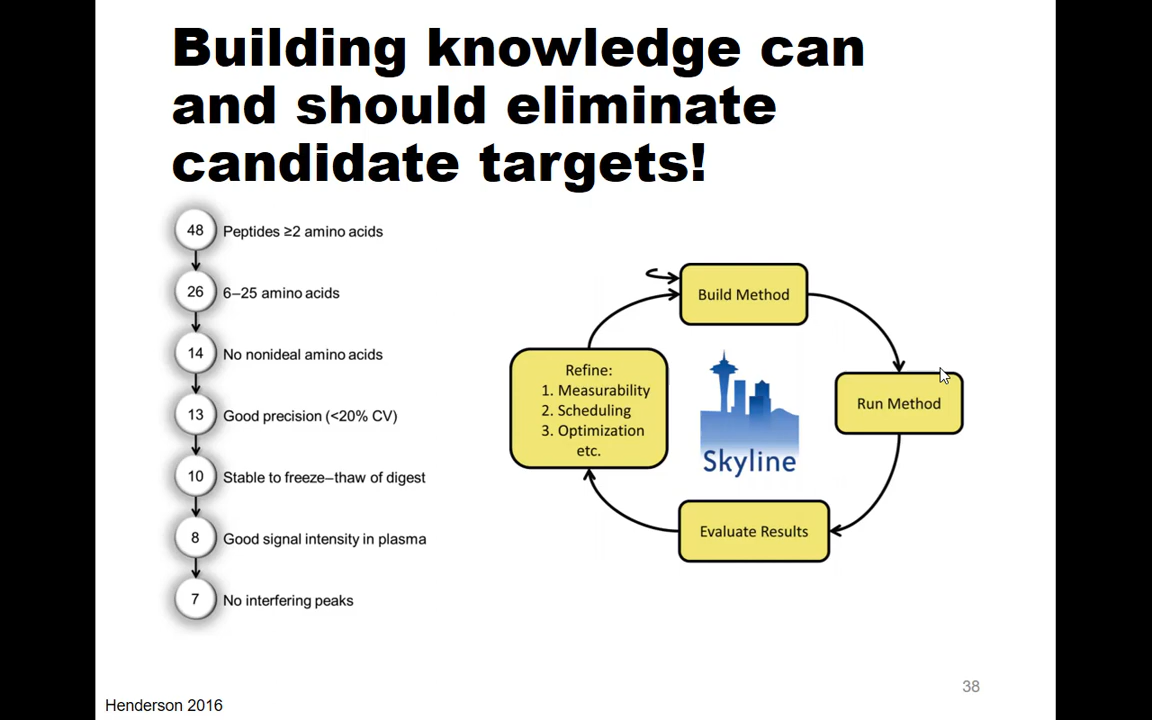 Building knowledge can
and should eliminate
candidate targets!
48 Peptides ≥2 amino acids
26 6–25 amino acids
14 No nonideal amino acids
13 Good precision (<20% CV)
10 Stable to freeze–thaw of digest
8 Good signal intensity in plasma
7 No interfering peaks
Build Method
Run Method
Evaluate Results
Refine:
1. Measurability
2. Scheduling
3. Optimization
etc.
Skyline
38
Henderson 2016